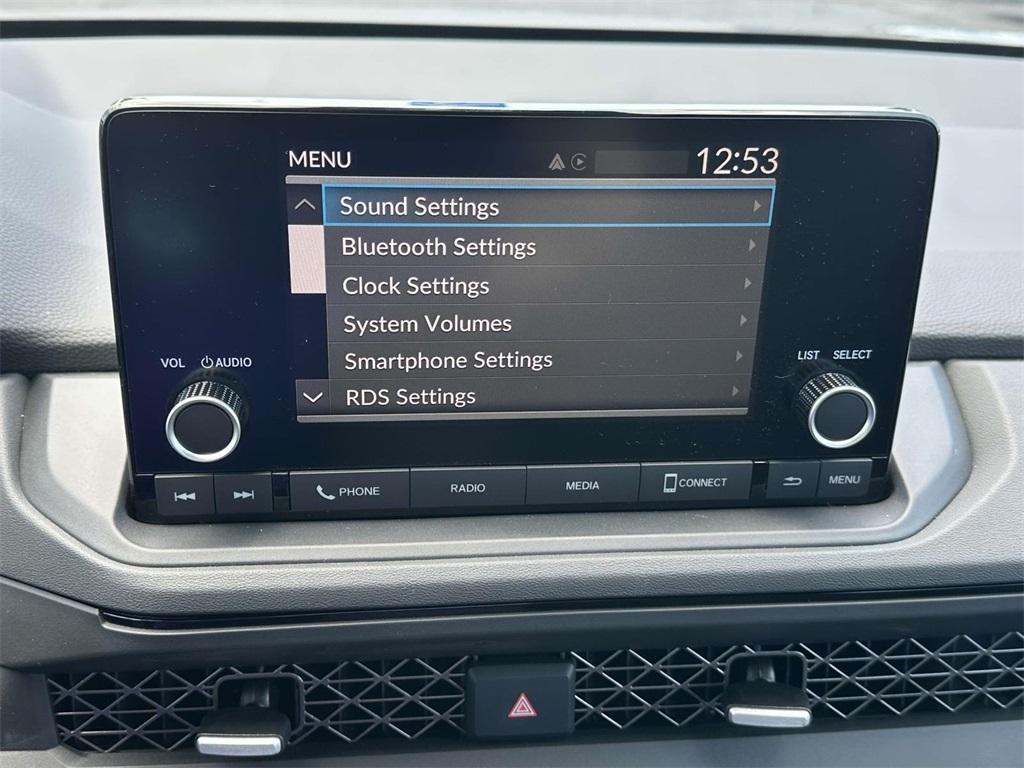 MENU 12:53
Sound Settings
Bluetooth Settings
Clock Settings
System Volumes
Smartphone Settings
RDS Settings
VOL AUDIO
LIST SELECT
PHONE RADIO MEDIA CONNECT MENU